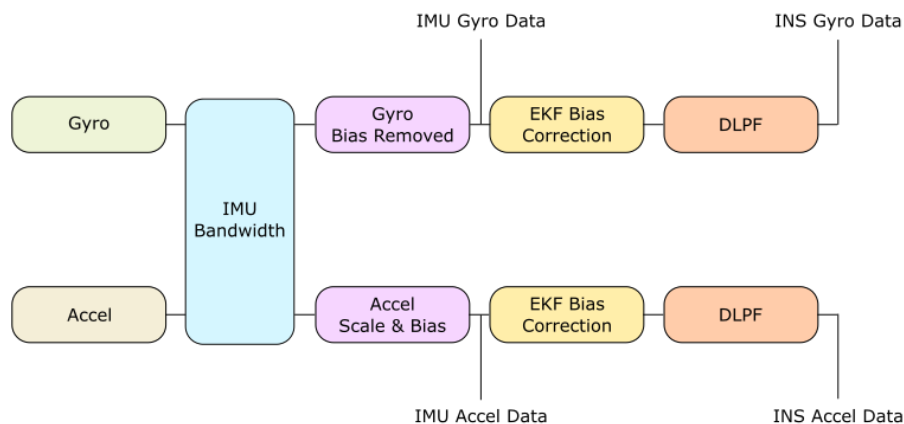 IMU Gyro Data
INS Gyro Data
Gyro
Gyro
Bias Removed
EKF Bias
Correction
DLPF
IMU
Bandwidth
Accel
Accel
Scale & Bias
EKF Bias
Correction
DLPF
IMU Accel Data
INS Accel Data